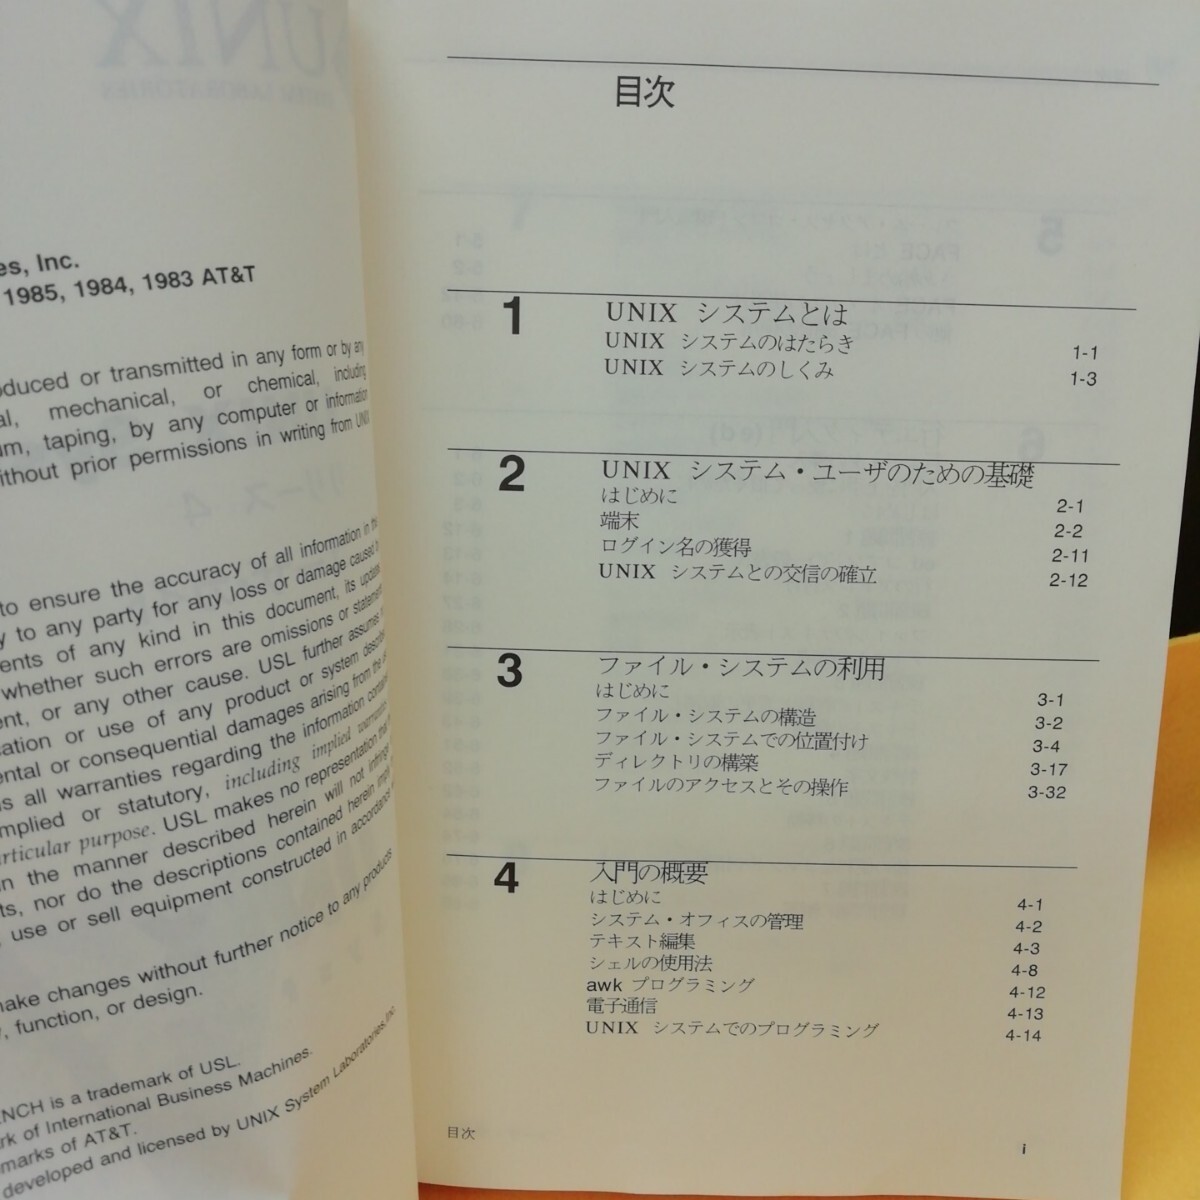 es, Inc.
1985, 1984, 1983 AT&T
oduced or transmitted in any form or by any
al, mechanical, or chemical, including
um, taping, by any computer or information
ithout prior permissions in writing from UNIX
to ensure the accuracy of all information in this
y to any party for any loss or damage caused
ents of any kind in this document, its update
whether such errors are omissions or statement
ent, or any other cause. USL further assumes
cation or use of any product or system described
ental or consequential damages arising from the
s all warranties regarding the information contained
mplied or statutory, including implied
articular purpose. USL makes no representation that
n the manner described herein will not infringe
ts, nor do the descriptions contained herein imply
use or sell equipment constructed in accordance
nake changes without further notice to any products
, function, or design.
ENCH is a trademark of USL.
rk of International Business Machines.
marks of AT&T.
developed and licensed by UNIX System Laboratories, Inc.
目次
1 UNIX システムとは
UNIX システムのはたらき 1-1
UNIX システムのしくみ 1-3
2 UNIX システム・ユーザのための基礎
はじめに 2-1
端末 2-2
ログイン名の獲得 2-11
UNIX システムとの交信の確立 2-12
3 ファイル・システムの利用
はじめに 3-1
ファイル・システムの構造 3-2
ファイル・システムでの位置付け 3-4
ディレクトリの構築 3-17
ファイルのアクセスとその操作 3-32
4 入門の概要
はじめに 4-1
システム・オフィスの管理 4-2
テキスト編集 4-3
シェルの使用法 4-8
awk プログラミング 4-12
電子通信 4-13
UNIX システムでのプログラミング 4-14
目次 i